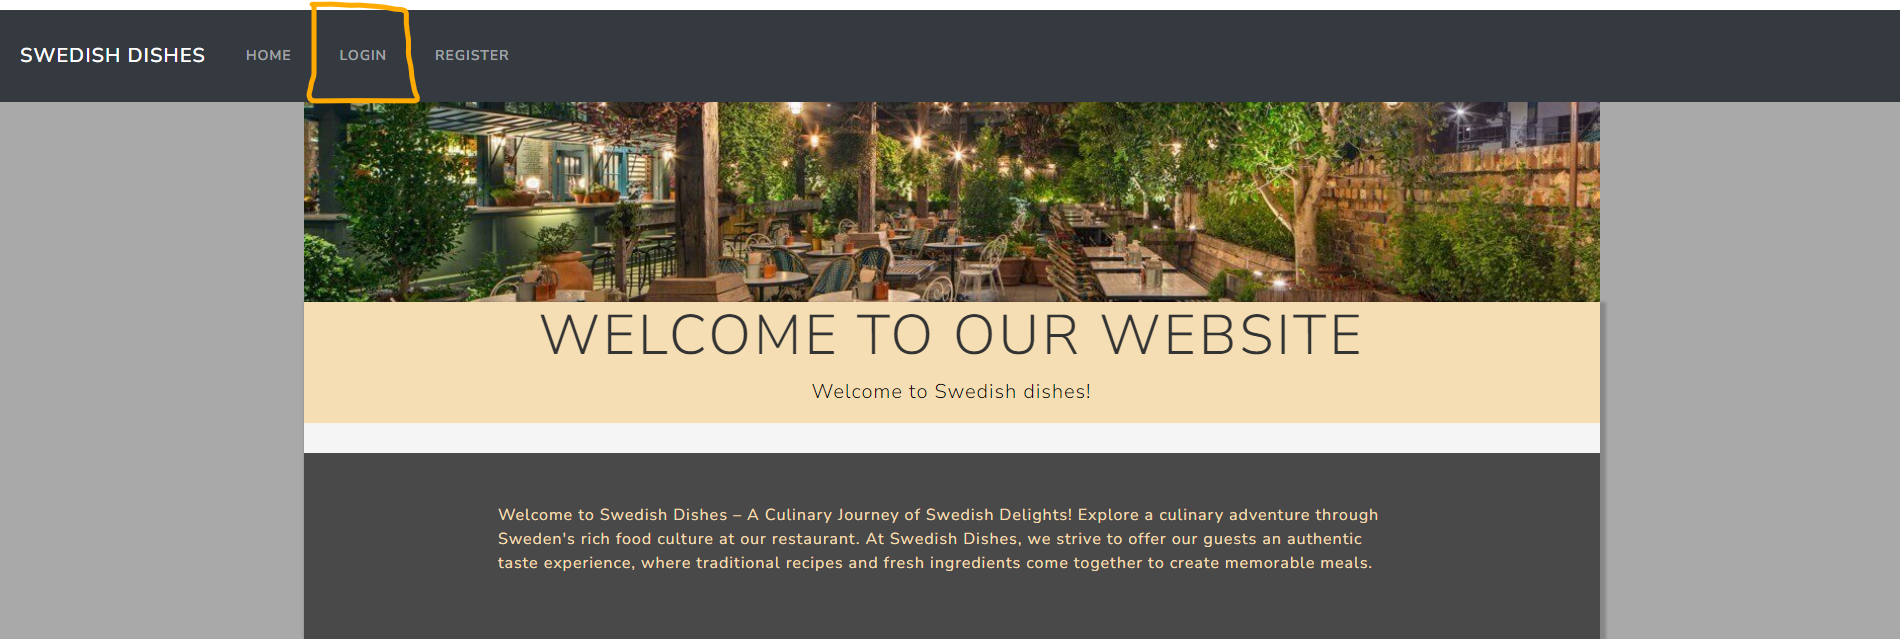 SWEDISH DISHES HOME LOGIN REGISTER
WELCOME TO OUR WEBSITE
Welcome to Swedish dishes!
Welcome to Swedish Dishes – A Culinary Journey of Swedish Delights! Explore a culinary adventure through
Sweden's rich food culture at our restaurant. At Swedish Dishes, we strive to offer our guests an authentic
taste experience, where traditional recipes and fresh ingredients come together to create memorable meals.